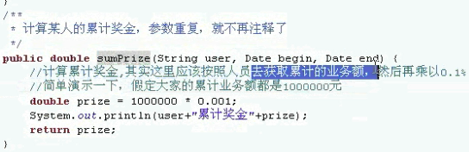 /**
* 计算某人的累计奖金，参数重复，就不再注释了
*/
public double sumPrize(String user, Date begin, Date end) {
//计算累计奖金,其实这里应该按照人员去获取累计的业务额，然后再乘以0.1%
//简单演示一下，假定大家的累计业务额都是1000000元
double prize = 1000000 * 0.001;
System.out.println(user+"累计奖金"+prize);
return prize;
}